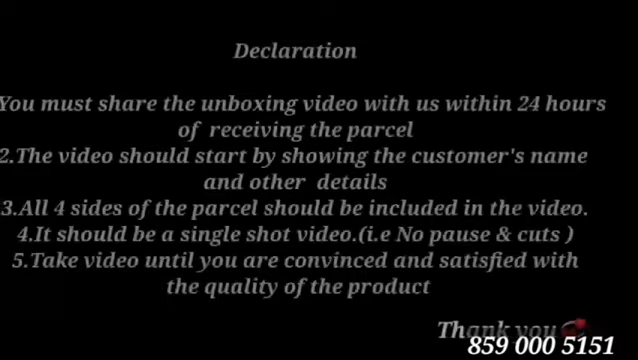 Declaration
You must share the unboxing video with us within 24 hours
of receiving the parcel
2.The video should start by showing the customer's name
and other details
3.All 4 sides of the parcel should be included in the video.
4.It should be a single shot video.(i.e No pause & cuts )
5.Take video until you are convinced and satisfied with
the quality of the product
Thank you
859 000 5151